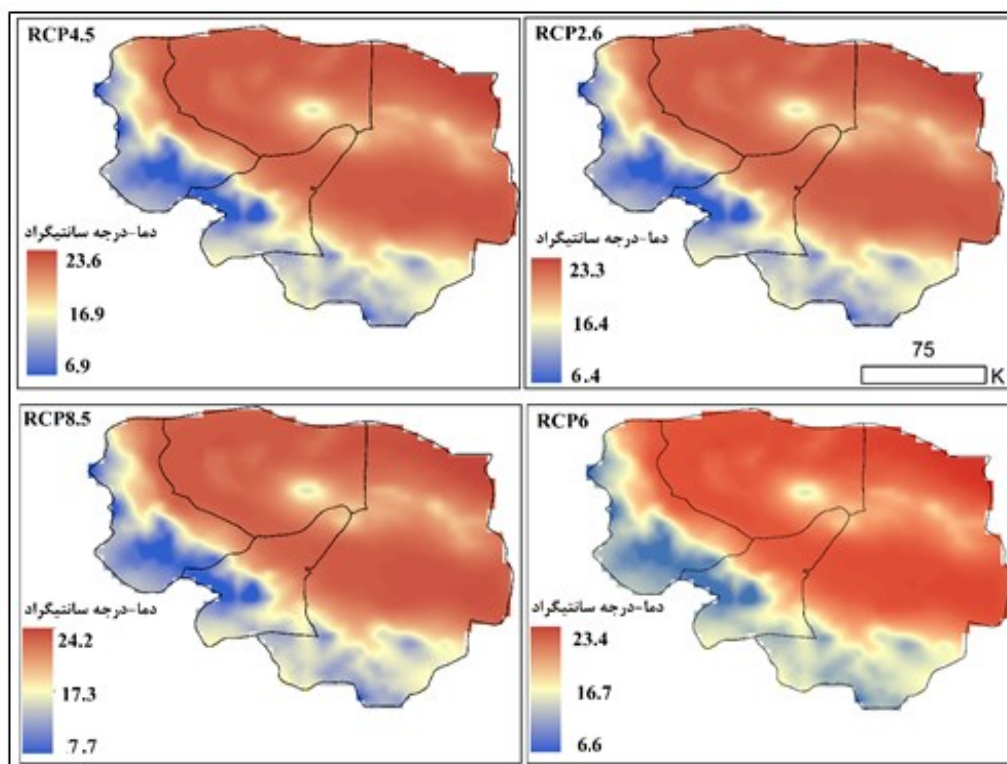 RCP4.5
دما-درجه سانتیگراد
23.6
16.9
6.9
RCP2.6
دما-درجه سانتیگراد
23.3
16.4
6.4
75
K
RCP8.5
دما-درجه سانتیگراد
24.2
17.3
7.7
RCP6
دما-درجه سانتیگراد
23.4
16.7
6.6